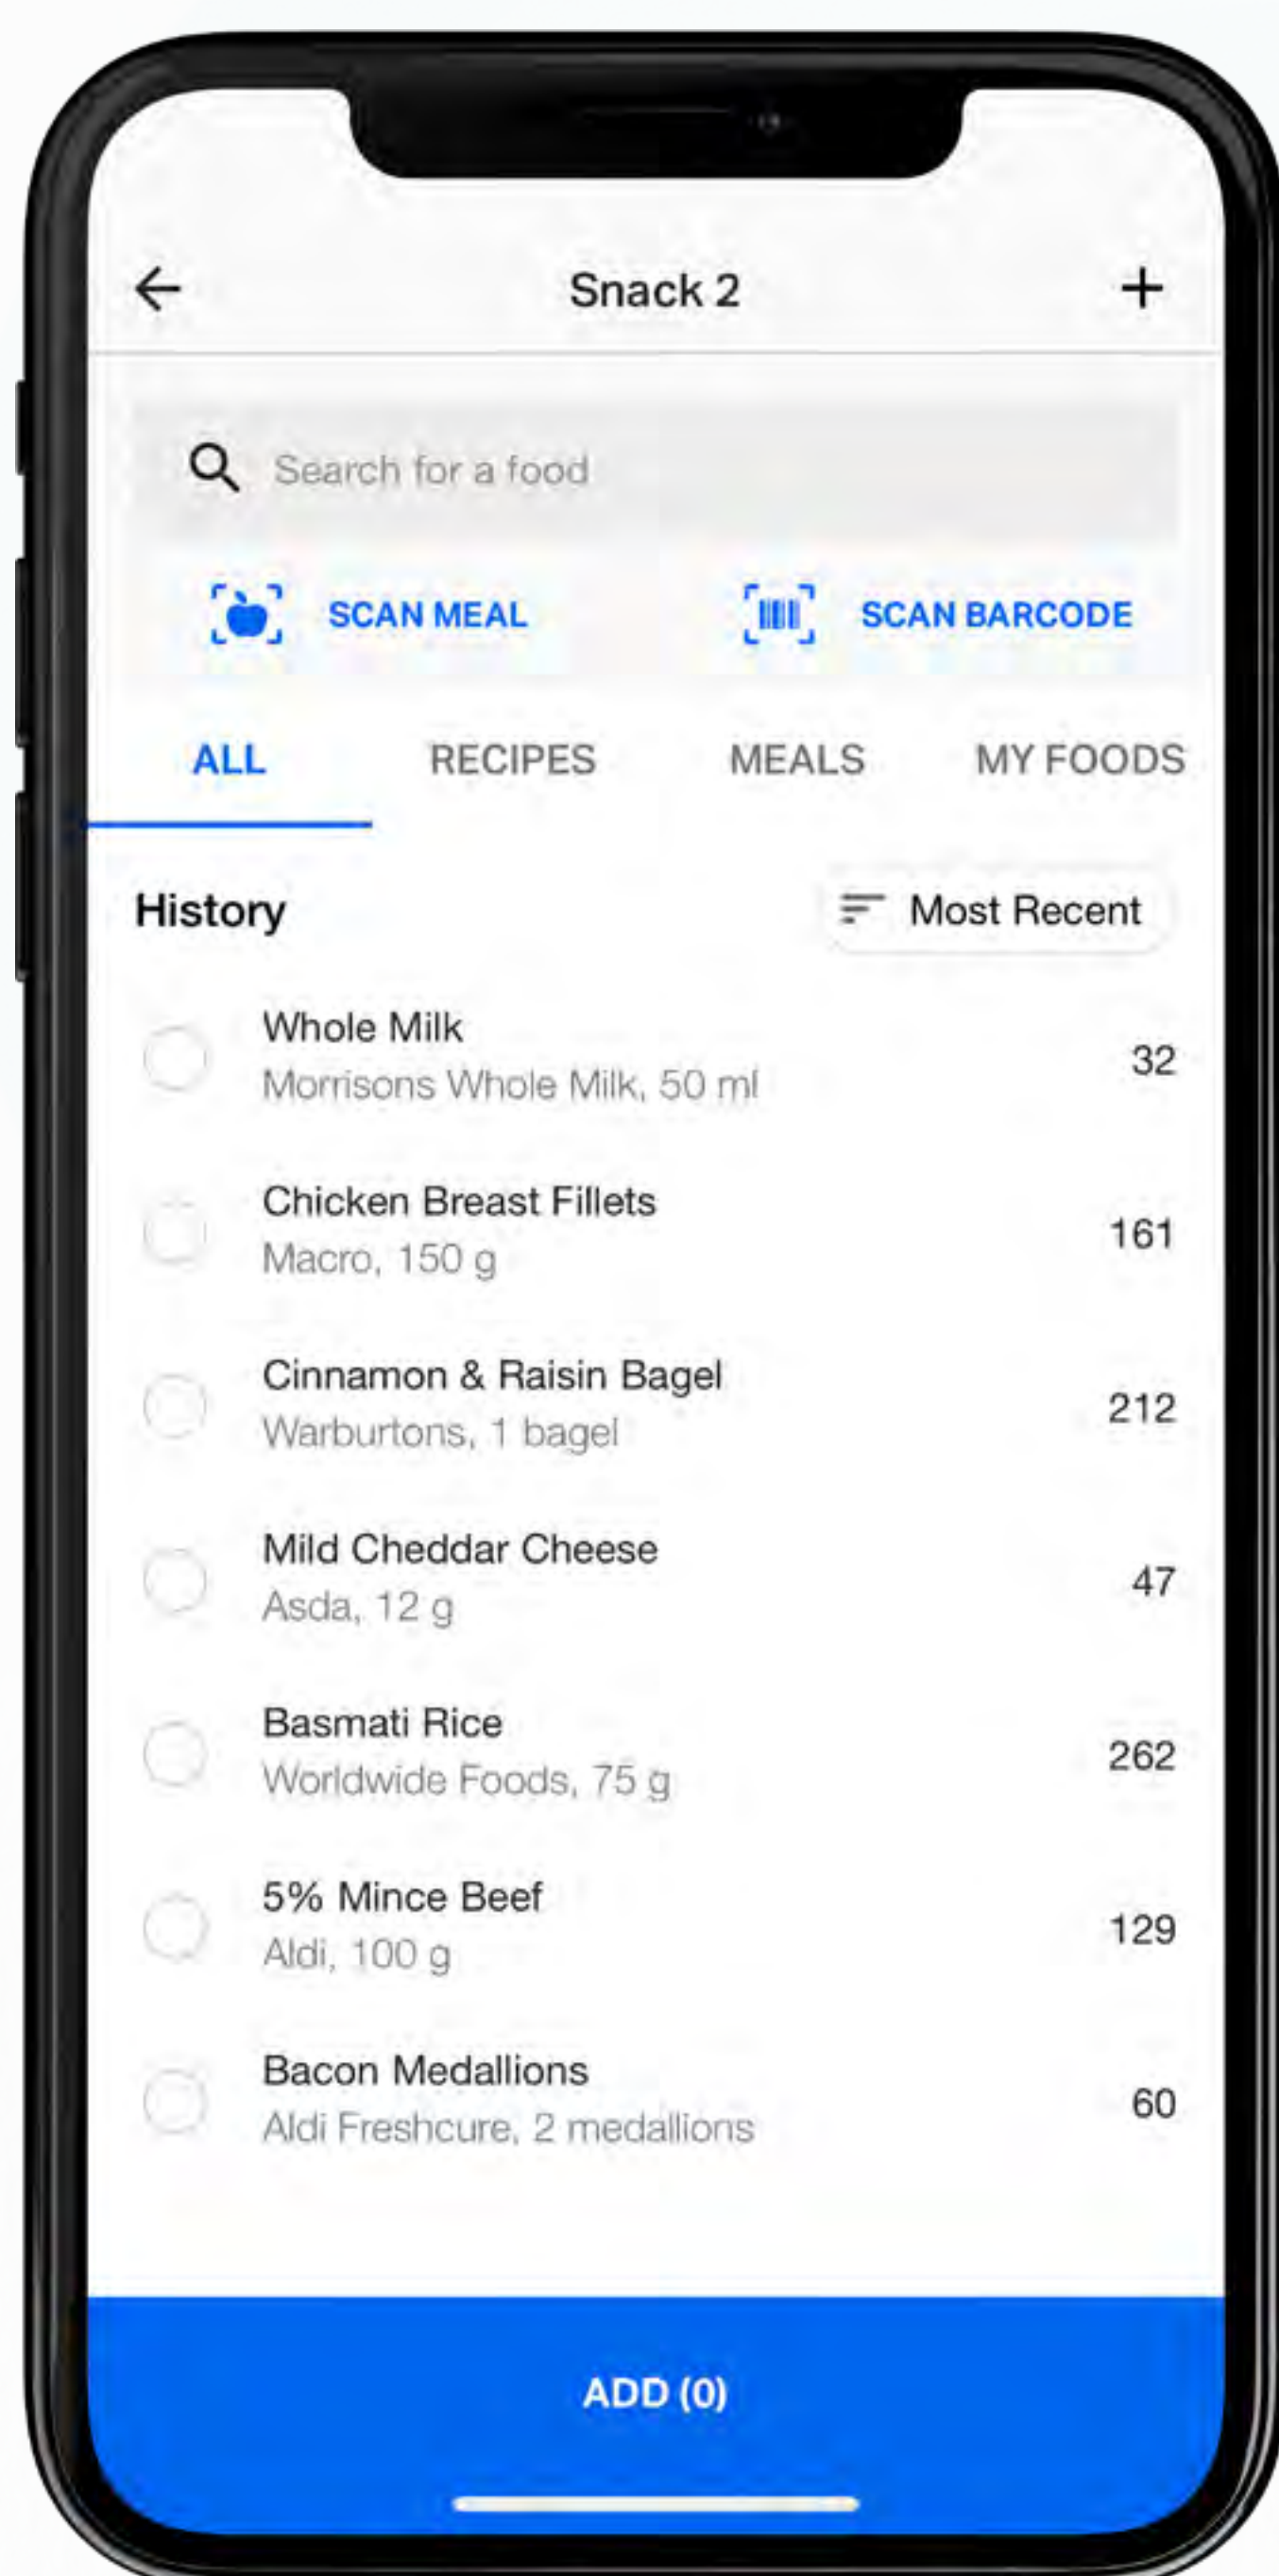 Snack 2
Search for a food
SCAN MEAL
SCAN BARCODE
ALL
RECIPES
MEALS
MY FOODS
History
Most Recent
Whole Milk
Morrisons Whole Milk, 50 ml
32
Chicken Breast Fillets
Macro, 150 g
161
Cinnamon & Raisin Bagel
Warburtons, 1 bagel
212
Mild Cheddar Cheese
Asda, 12 g
47
Basmati Rice
Worldwide Foods, 75 g
262
5% Mince Beef
Aldi, 100 g
129
Bacon Medallions
Aldi Freshcure, 2 medallions
60
ADD (0)